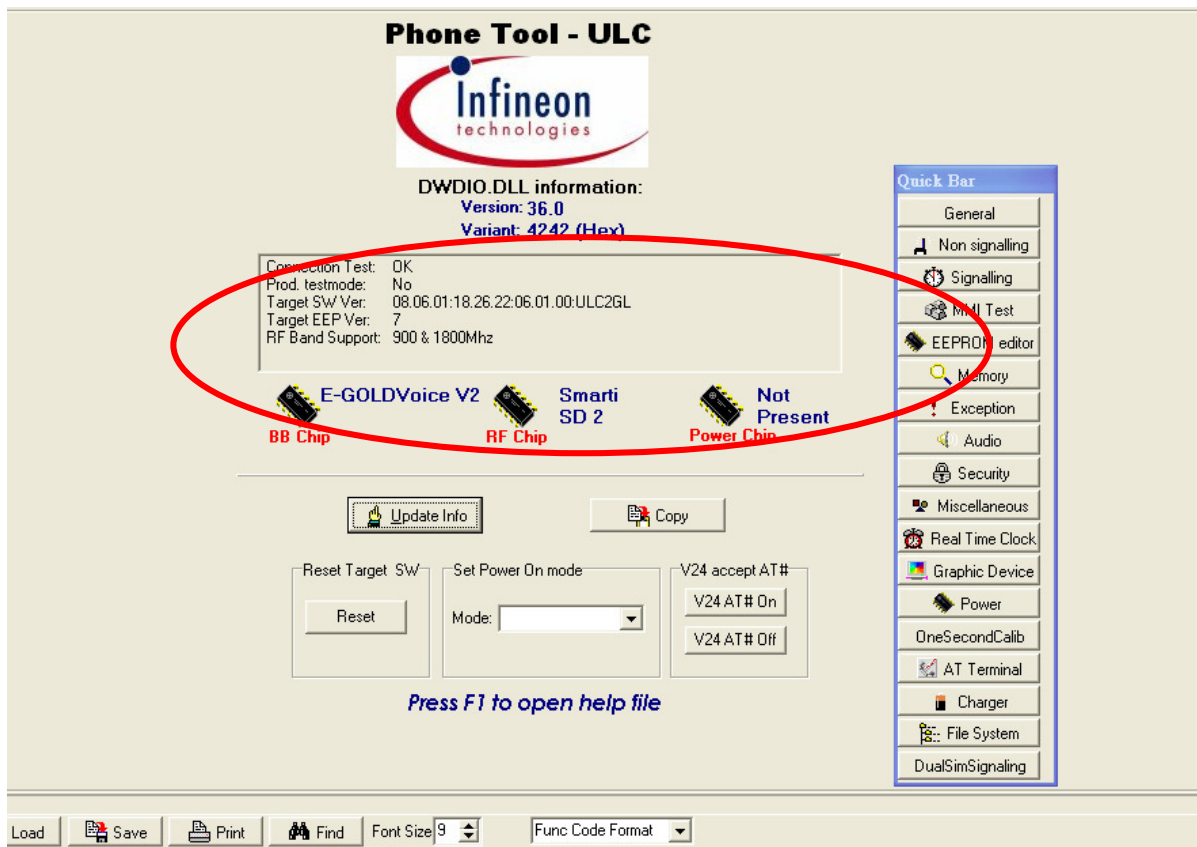 Phone Tool - ULC
Infineon
technologies
DWDIO.DLL information:
Version: 36.0
Variant: 4242 (Hex)
Connection Test: OK
Prod. testmode: No
Target SW Ver: 08.06.01:18.26.22:06.01.00:ULC2GL
Target EEP Ver: 7
RF Band Support: 900 & 1800Mhz
E-GOLDVoice V2
BB Chip
Smarti
SD 2
RF Chip
Not
Present
Power Chip
Update Info
Copy
Reset Target SW
Reset
Set Power On mode
Mode:
V24 accept AT#
V24 AT# On
V24 AT# Off
Press F1 to open help file
Quick Bar
General
Non signalling
Signalling
MMI Test
EEPROM editor
Memory
Exception
Audio
Security
Miscellaneous
Real Time Clock
Graphic Device
Power
OneSecondCalib
AT Terminal
Charger
File System
DualSimSignaling
Load
Save
Print
Find
Font Size 9
Func Code Format